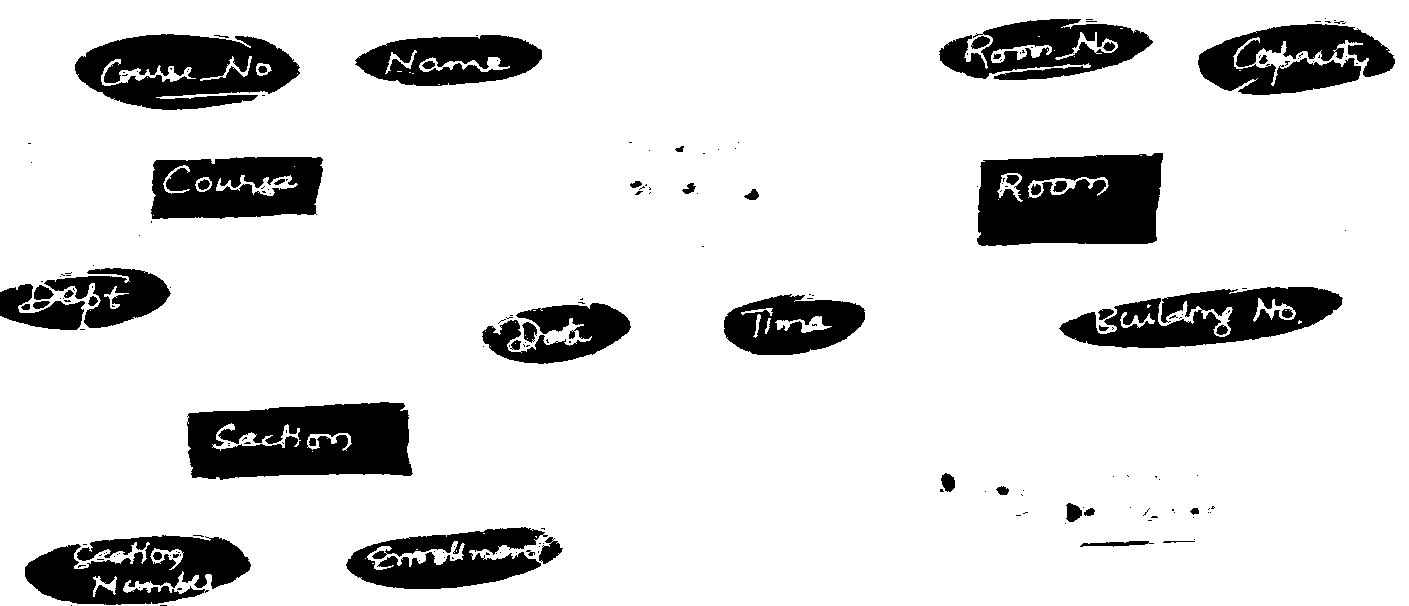 Course_No
Name
Room_No
Capacity
Course
Room
Dept
Date
Time
Building No.
Section
Section
Number
Enrollment